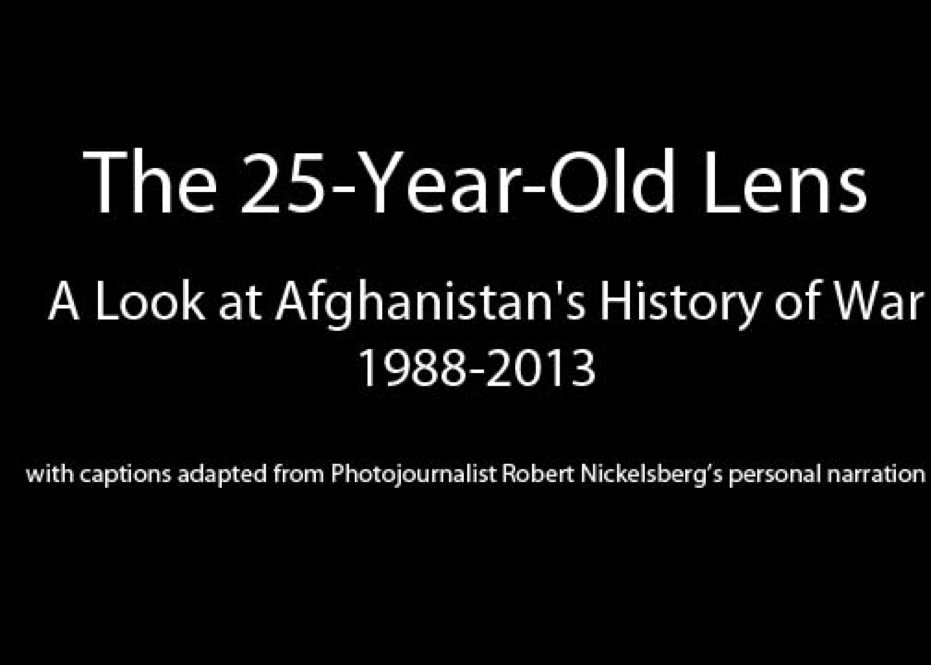 The 25-Year-Old Lens
A Look at Afghanistan's History of War
1988-2013
with captions adapted from Photojournalist Robert Nickelsberg’s personal narration